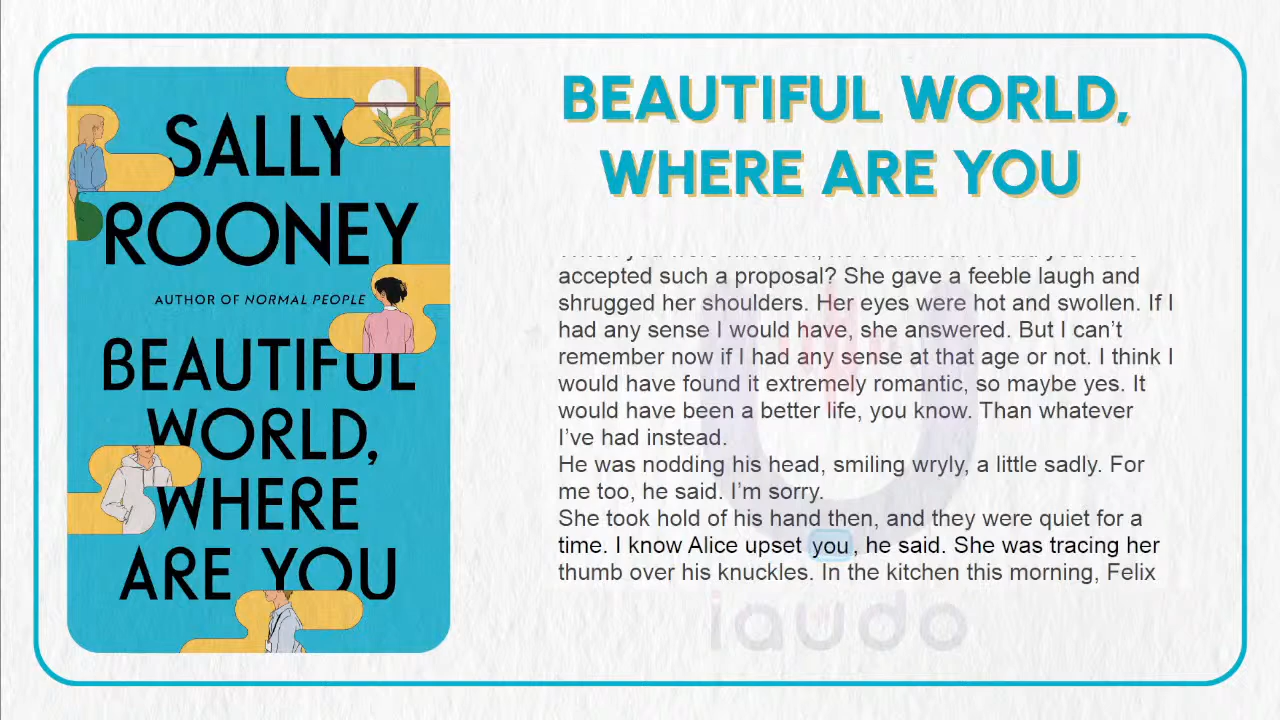 SALLY
ROONEY
AUTHOR OF NORMAL PEOPLE
BEAUTIFUL
WORLD,
WHERE
ARE YOU
BEAUTIFUL WORLD,
WHERE ARE YOU
accepted such a proposal? She gave a feeble laugh and
shrugged her shoulders. Her eyes were hot and swollen. If I
had any sense I would have, she answered. But I can’t
remember now if I had any sense at that age or not. I think I
would have found it extremely romantic, so maybe yes. It
would have been a better life, you know. Than whatever
I’ve had instead.
He was nodding his head, smiling wryly, a little sadly. For
me too, he said. I’m sorry.
She took hold of his hand then, and they were quiet for a
time. I know Alice upset you, he said. She was tracing her
thumb over his knuckles. In the kitchen this morning, Felix
iaudo